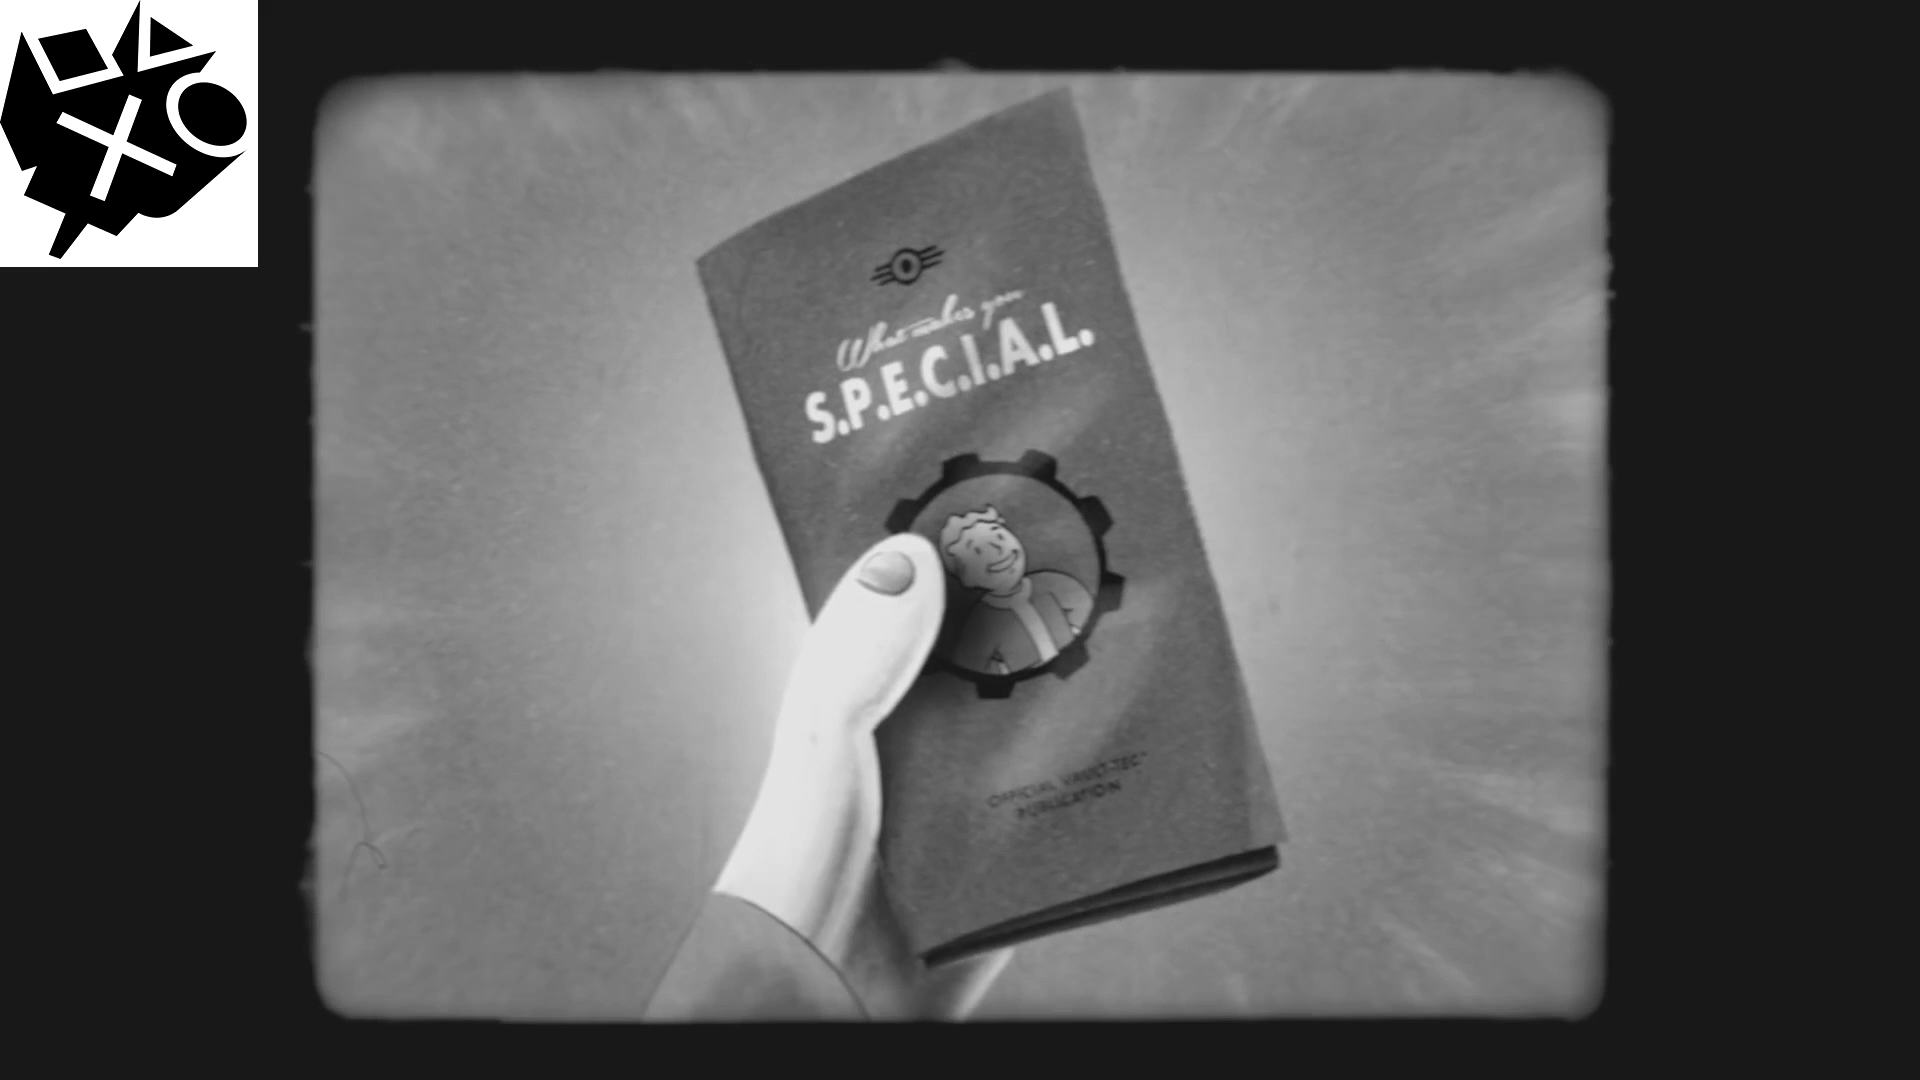 What makes you
S.P.E.C.I.A.L.
OFFICIAL VAULT-TEC
PUBLICATION